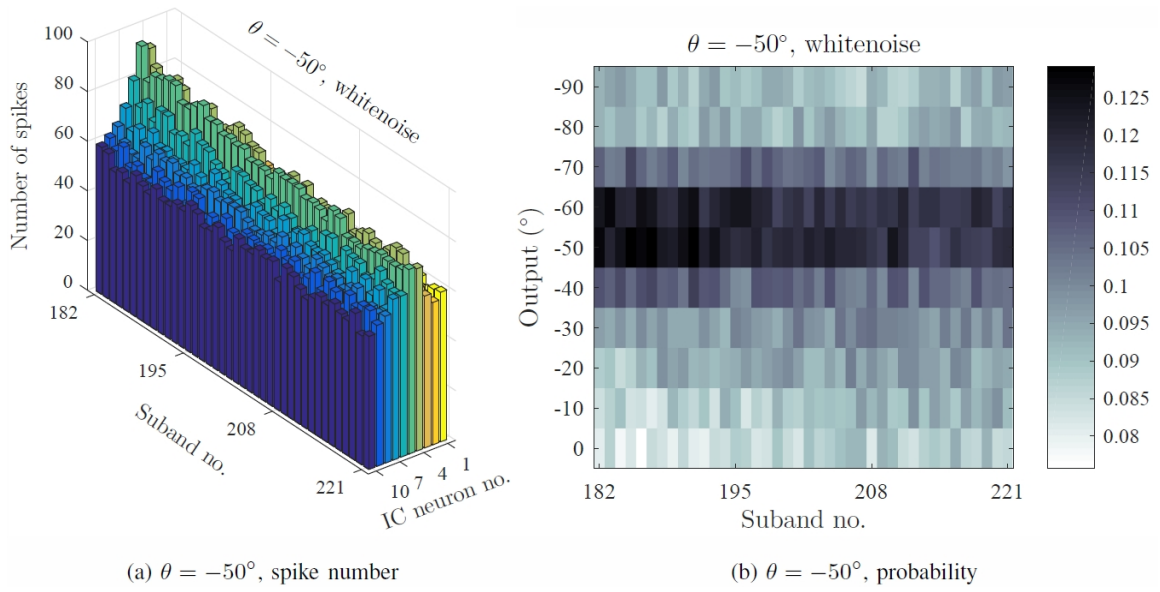 θ = −50°, whitenoise
100
80
60
40
20
0
Number of spikes
182
195
208
221
Suband no.
10 7 4 1
IC neuron no.
(a) θ = −50°, spike number
θ = −50°, whitenoise
Output (°)
-90
-80
-70
-60
-50
-40
-30
-20
-10
0
182 195 208 221
Suband no.
0.125
0.12
0.115
0.11
0.105
0.1
0.095
0.09
0.085
0.08
(b) θ = −50°, probability